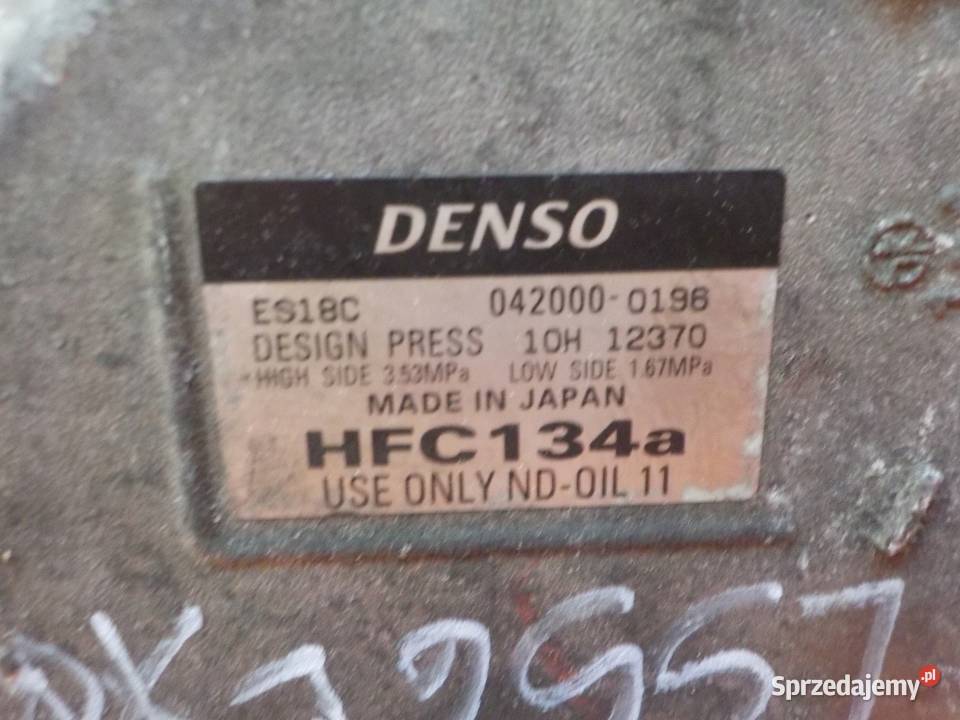 DENSO
ES18C 042000-0196
DESIGN PRESS 10H 12370
HIGH SIDE 3.53MPa LOW SIDE 1.67MPa
MADE IN JAPAN
HFC134a
USE ONLY ND-OIL 11
Sprzedajemy.pl